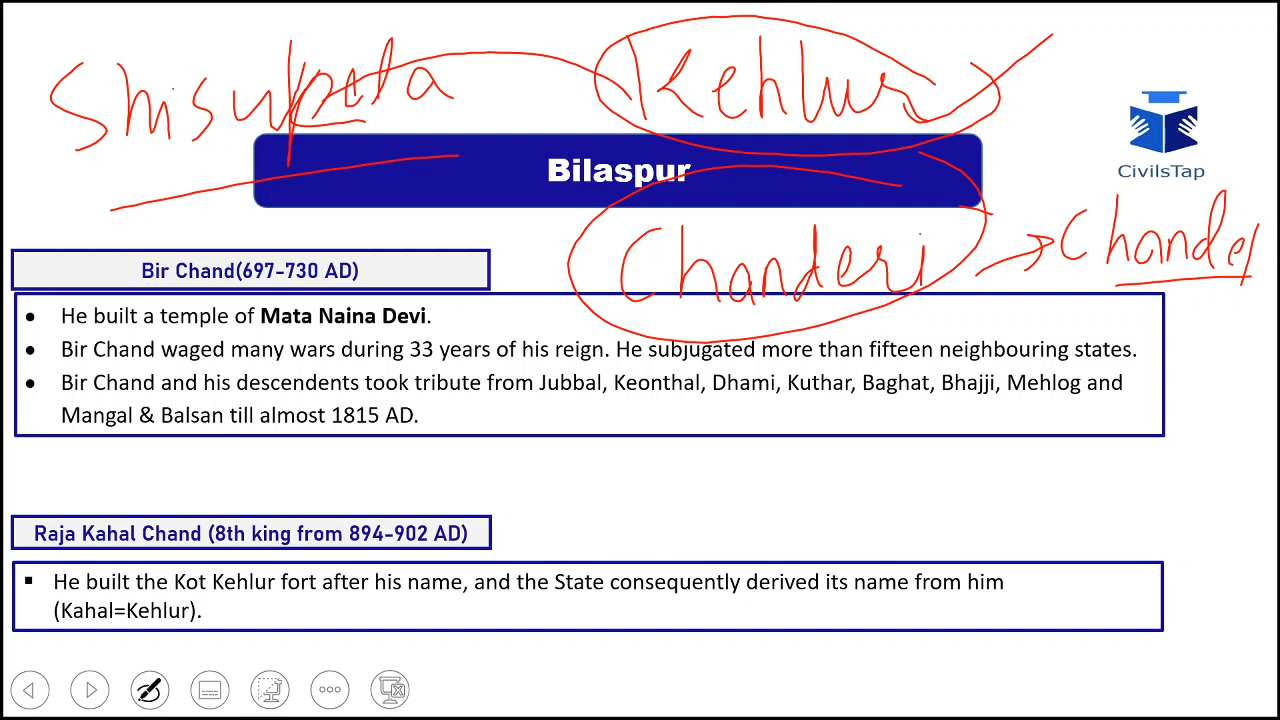 Kehlur
Bilaspur
CivilsTap
Chanderi → Chandel
Bir Chand(697-730 AD)
● He built a temple of Mata Naina Devi.
● Bir Chand waged many wars during 33 years of his reign. He subjugated more than fifteen neighbouring states.
● Bir Chand and his descendents took tribute from Jubbal, Keonthal, Dhami, Kuthar, Baghat, Bhajji, Mehlog and
Mangal & Balsan till almost 1815 AD.
Raja Kahal Chand (8th king from 894-902 AD)
▪ He built the Kot Kehlur fort after his name, and the State consequently derived its name from him
(Kahal=Kehlur).